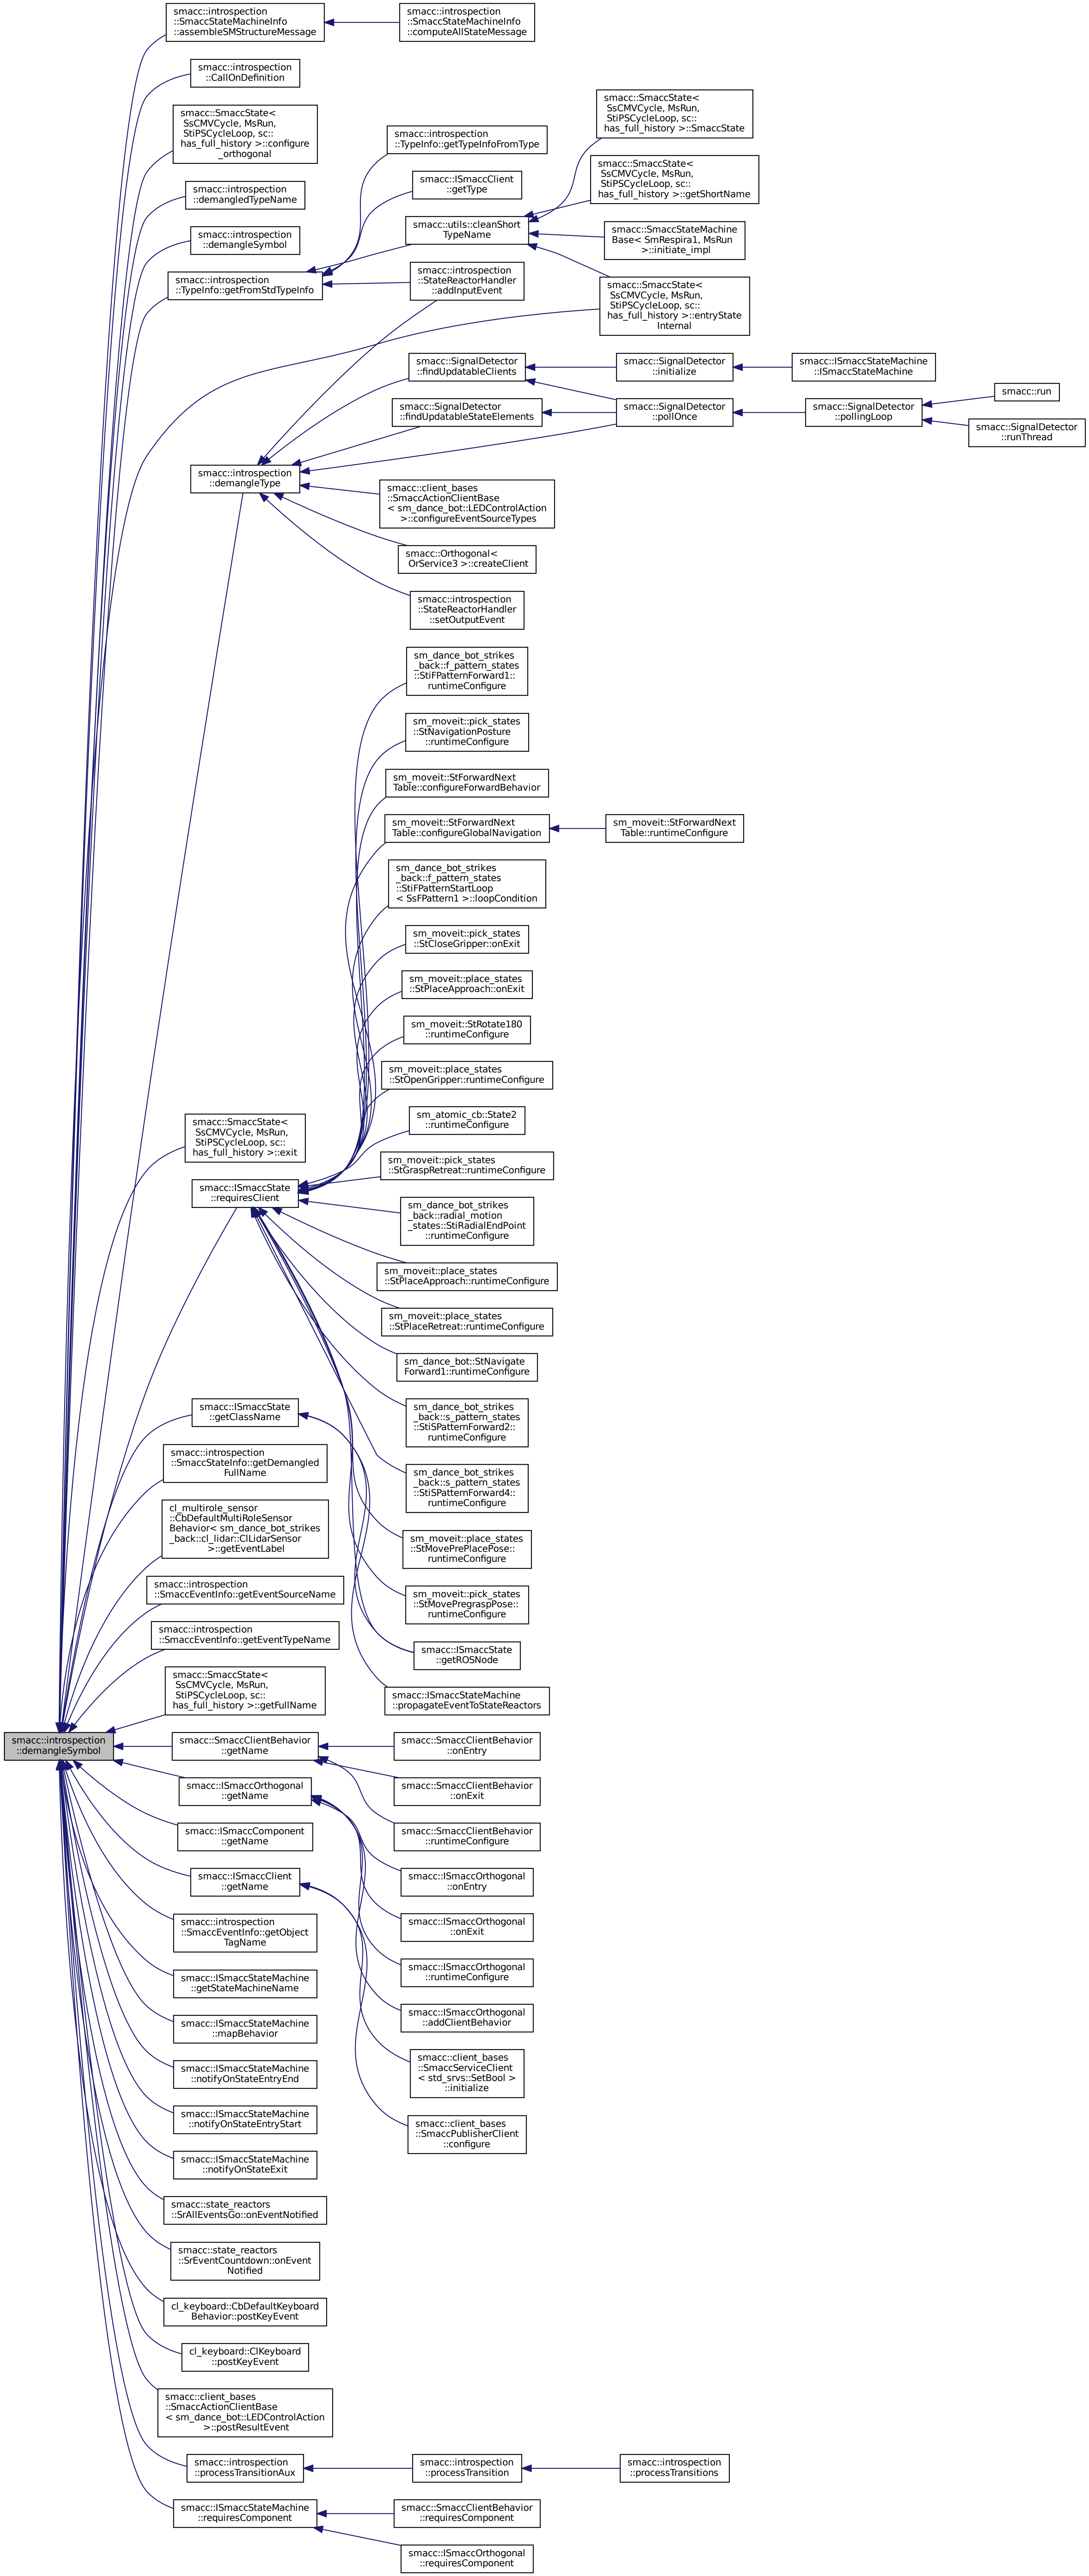 smacc::introspection
::SmaccStateMachineInfo
::assembleSMStructureMessage
smacc::introspection
::SmaccStateMachineInfo
::computeAllStateMessage
smacc::introspection
::CallOnDefinition
smacc::SmaccState<
SsCMVCycle, MsRun,
StiPSCycleLoop, sc::
has_full_history >::configure
_orthogonal
smacc::introspection
::demangledTypeName
smacc::introspection
::demangleSymbol
smacc::introspection
::TypeInfo::getFromStdTypeInfo
smacc::introspection
::TypeInfo::getTypeInfoFromType
smacc::ISmaccClient
::getType
smacc::utils::cleanShort
TypeName
smacc::introspection
::StateReactorHandler
::addInputEvent
smacc::SmaccState<
SsCMVCycle, MsRun,
StiPSCycleLoop, sc::
has_full_history >::SmaccState
smacc::SmaccState<
SsCMVCycle, MsRun,
StiPSCycleLoop, sc::
has_full_history >::getShortName
smacc::SmaccStateMachine
Base< SmRespira1, MsRun
>::initiate_impl
smacc::SmaccState<
SsCMVCycle, MsRun,
StiPSCycleLoop, sc::
has_full_history >::entryState
Internal
smacc::SignalDetector
::findUpdatableClients
smacc::SignalDetector
::initialize
smacc::ISmaccStateMachine
::ISmaccStateMachine
smacc::SignalDetector
::findUpdatableStateElements
smacc::SignalDetector
::pollOnce
smacc::SignalDetector
::pollingLoop
smacc::run
smacc::SignalDetector
::runThread
smacc::introspection
::demangleType
smacc::client_bases
::SmaccActionClientBase
< sm_dance_bot::LEDControlAction
>::configureEventSourceTypes
smacc::Orthogonal<
OrService3 >::createClient
smacc::introspection
::StateReactorHandler
::setOutputEvent
sm_dance_bot_strikes
_back::f_pattern_states
::StiFPatternForward1::
runtimeConfigure
sm_moveit::pick_states
::StNavigationPosture
::runtimeConfigure
sm_moveit::StForwardNext
Table::configureForwardBehavior
sm_moveit::StForwardNext
Table::configureGlobalNavigation
sm_moveit::StForwardNext
Table::runtimeConfigure
sm_dance_bot_strikes
_back::f_pattern_states
::StiFPatternStartLoop
< SsFPattern1 >::loopCondition
sm_moveit::pick_states
::StCloseGripper::onExit
sm_moveit::place_states
::StPlaceApproach::onExit
sm_moveit::StRotate180
::runtimeConfigure
sm_moveit::place_states
::StOpenGripper::runtimeConfigure
sm_atomic_cb::State2
::runtimeConfigure
smacc::SmaccState<
SsCMVCycle, MsRun,
StiPSCycleLoop, sc::
has_full_history >::exit
sm_moveit::pick_states
::StGraspRetreat::runtimeConfigure
smacc::ISmaccState
::requiresClient
sm_dance_bot_strikes
_back::radial_motion
_states::StiRadialEndPoint
::runtimeConfigure
sm_moveit::place_states
::StPlaceApproach::runtimeConfigure
sm_moveit::place_states
::StPlaceRetreat::runtimeConfigure
sm_dance_bot::StNavigate
Forward1::runtimeConfigure
sm_dance_bot_strikes
_back::s_pattern_states
::StiSPatternForward2::
runtimeConfigure
smacc::ISmaccState
::getClassName
smacc::introspection
::SmaccStateInfo::getDemangled
FullName
sm_dance_bot_strikes
_back::s_pattern_states
::StiSPatternForward4::
runtimeConfigure
cl_multirole_sensor
::CbDefaultMultiRoleSensor
Behavior< sm_dance_bot_strikes
_back::cl_lidar::ClLidarSensor
>::getEventLabel
sm_moveit::place_states
::StMovePrePlacePose::
runtimeConfigure
smacc::introspection
::SmaccEventInfo::getEventSourceName
sm_moveit::pick_states
::StMovePregraspPose::
runtimeConfigure
smacc::introspection
::SmaccEventInfo::getEventTypeName
smacc::ISmaccState
::getROSNode
smacc::SmaccState<
SsCMVCycle, MsRun,
StiPSCycleLoop, sc::
has_full_history >::getFullName
smacc::ISmaccStateMachine
::propagateEventToStateReactors
smacc::introspection
::demangleSymbol
smacc::SmaccClientBehavior
::getName
smacc::SmaccClientBehavior
::onEntry
smacc::ISmaccOrthogonal
::getName
smacc::SmaccClientBehavior
::onExit
smacc::ISmaccComponent
::getName
smacc::SmaccClientBehavior
::runtimeConfigure
smacc::ISmaccClient
::getName
smacc::ISmaccOrthogonal
::onEntry
smacc::introspection
::SmaccEventInfo::getObject
TagName
smacc::ISmaccOrthogonal
::onExit
smacc::ISmaccStateMachine
::getStateMachineName
smacc::ISmaccOrthogonal
::runtimeConfigure
smacc::ISmaccStateMachine
::mapBehavior
smacc::ISmaccOrthogonal
::addClientBehavior
smacc::ISmaccStateMachine
::notifyOnStateEntryEnd
smacc::client_bases
::SmaccServiceClient
< std_srvs::SetBool >
::initialize
smacc::ISmaccStateMachine
::notifyOnStateEntryStart
smacc::client_bases
::SmaccPublisherClient
::configure
smacc::ISmaccStateMachine
::notifyOnStateExit
smacc::state_reactors
::SrAllEventsGo::onEventNotified
smacc::state_reactors
::SrEventCountdown::onEvent
Notified
cl_keyboard::CbDefaultKeyboard
Behavior::postKeyEvent
cl_keyboard::ClKeyboard
::postKeyEvent
smacc::client_bases
::SmaccActionClientBase
< sm_dance_bot::LEDControlAction
>::postResultEvent
smacc::introspection
::processTransitionAux
smacc::introspection
::processTransition
smacc::introspection
::processTransitions
smacc::ISmaccStateMachine
::requiresComponent
smacc::SmaccClientBehavior
::requiresComponent
smacc::ISmaccOrthogonal
::requiresComponent